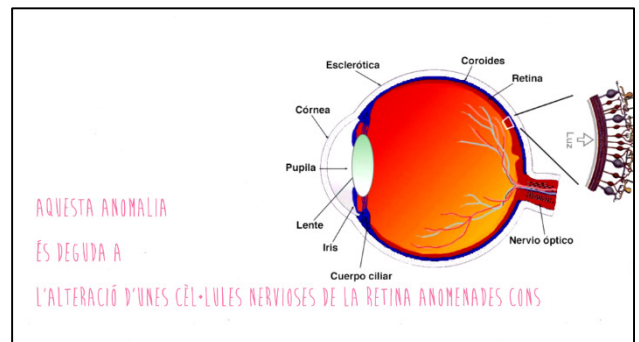 Esclerótica
Coroides
Retina
Córnea
Luz
Pupila
AQUESTA ANOMALIA
Lente
ÉS DEGUDA A
Iris
Nervio óptico
Cuerpo ciliar
L'ALTERACIÓ D'UNES CÈL•LULES NERVIOSES DE LA RETINA ANOMENADES CONS